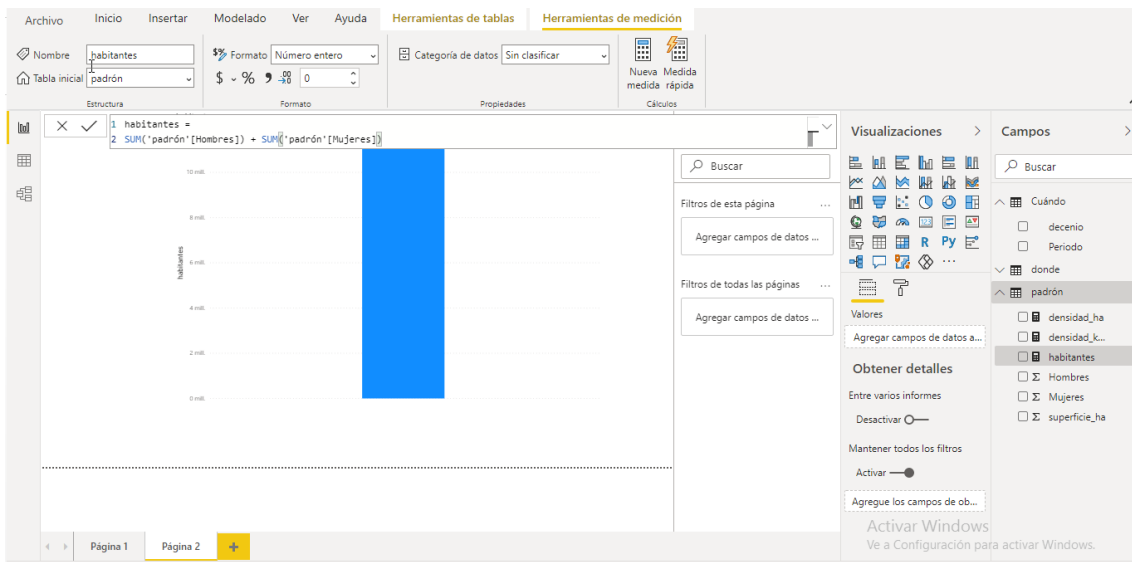 Archivo Inicio Insertar Modelado Ver Ayuda Herramientas de tablas Herramientas de medición
Nombre habitantes
Tabla inicial padrón
Estructura
$% Formato Número entero
$ % 9 .00 0
Formato
Categoría de datos Sin clasificar
Propiedades
Nueva medida
Medida rápida
Cálculos
1 habitantes =
2 SUM('padrón'[Hombres]) + SUM('padrón'[Mujeres])
10 mill.
8 mill.
6 mill.
4 mill.
2 mill.
0 mill.
habitantes
Buscar
Filtros de esta página ...
Agregar campos de datos ...
Filtros de todas las páginas ...
Agregar campos de datos ...
Visualizaciones
123
R Py
...
Valores
Agregar campos de datos a...
Obtener detalles
Entre varios informes
Desactivar
Mantener todos los filtros
Activar
Agregue los campos de ob...
Campos
Buscar
Cuándo
decenio
Periodo
donde
padrón
densidad_ha
densidad_k...
habitantes
Σ Hombres
Σ Mujeres
Σ superficie_ha
Activar Windows
Ve a Configuración para activar Windows.
Página 1 Página 2 +